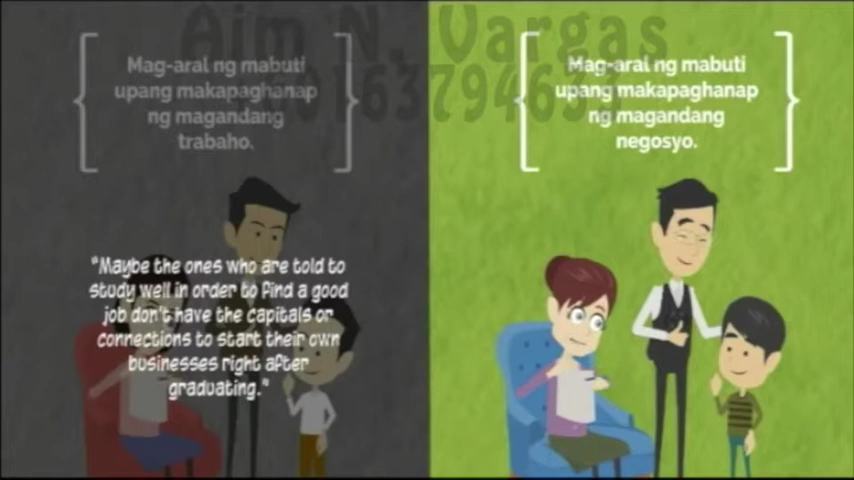 Aim N. Vargas
Mag-aral ng mabuti
upang makapaghanap
ng magandang
trabaho.
Mag-aral ng mabuti
upang makapaghanap
ng magandang
negosyo.
"Maybe the ones who are told to
study well in order to find a good
job don't have the capitals or
connections to start their own
businesses right after
graduating."